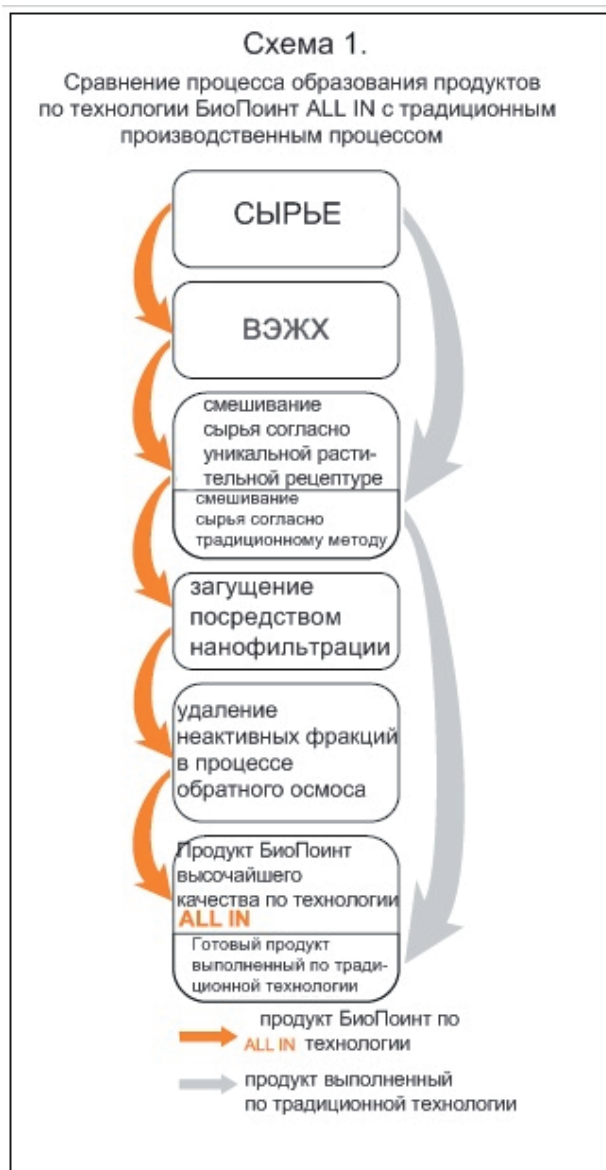 Схема 1.
Сравнение процесса образования продуктов
по технологии БиоПоинт ALL IN с традиционным
производственным процессом
СЫРЬЕ
ВЭЖХ
смешивание
сырья согласно
уникальной расти-
тельной рецептуре
смешивание
сырья согласно
традиционному методу
загущение
посредством
нанофильтрации
удаление
неактивных фракций
в процессе
обратного осмоса
Продукт БиоПоинт
высочайшего
качества по технологии
ALL IN
Готовый продукт
выполненный по тради-
ционной технологии
продукт БиоПоинт по
ALL IN технологии
продукт выполненный
по традиционной технологии